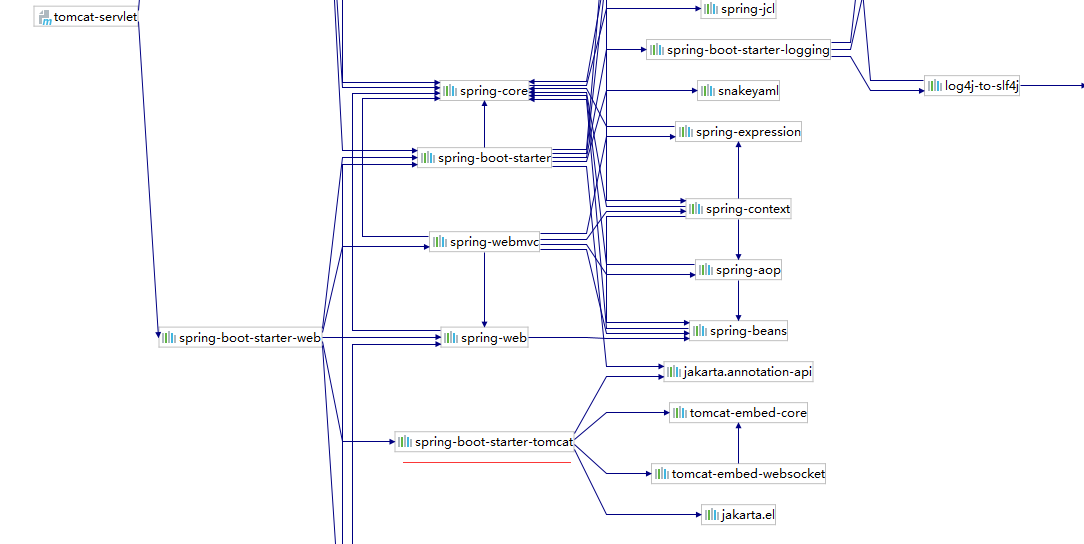 tomcat-servlet
spring-jcl
spring-boot-starter-logging
spring-core
snakeyaml
log4j-to-slf4j
spring-expression
spring-boot-starter
spring-context
spring-webmvc
spring-aop
spring-boot-starter-web
spring-web
spring-beans
jakarta.annotation-api
tomcat-embed-core
spring-boot-starter-tomcat
tomcat-embed-websocket
jakarta.el